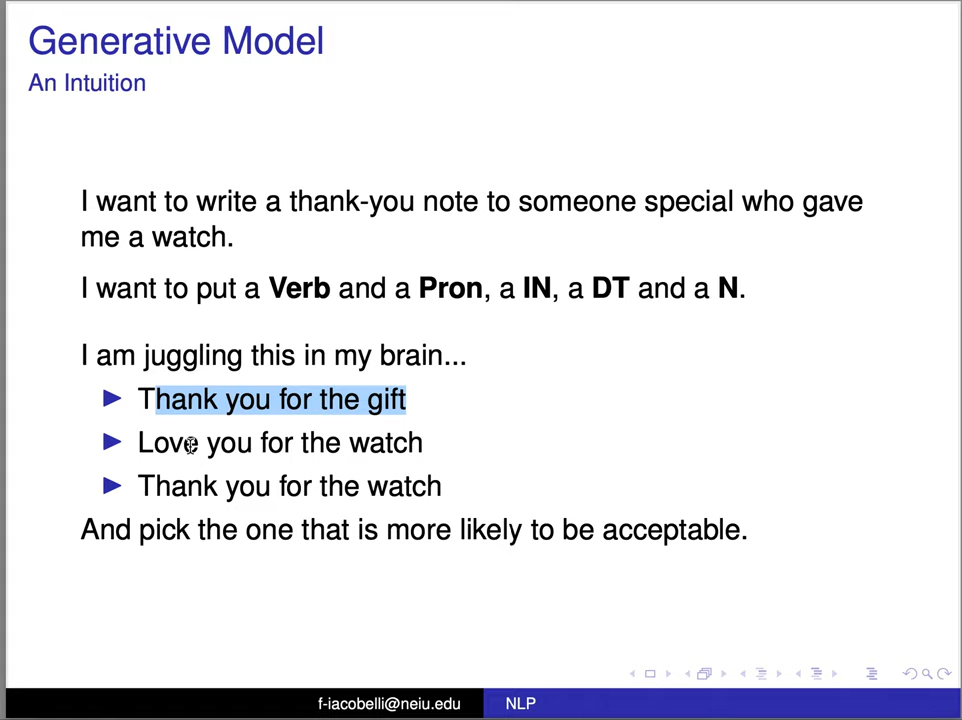 Generative Model
An Intuition
I want to write a thank-you note to someone special who gave
me a watch.
I want to put a Verb and a Pron, a IN, a DT and a N.
I am juggling this in my brain...
Thank you for the gift
Love you for the watch
Thank you for the watch
And pick the one that is more likely to be acceptable.
f-iacobelli@neiu.edu NLP